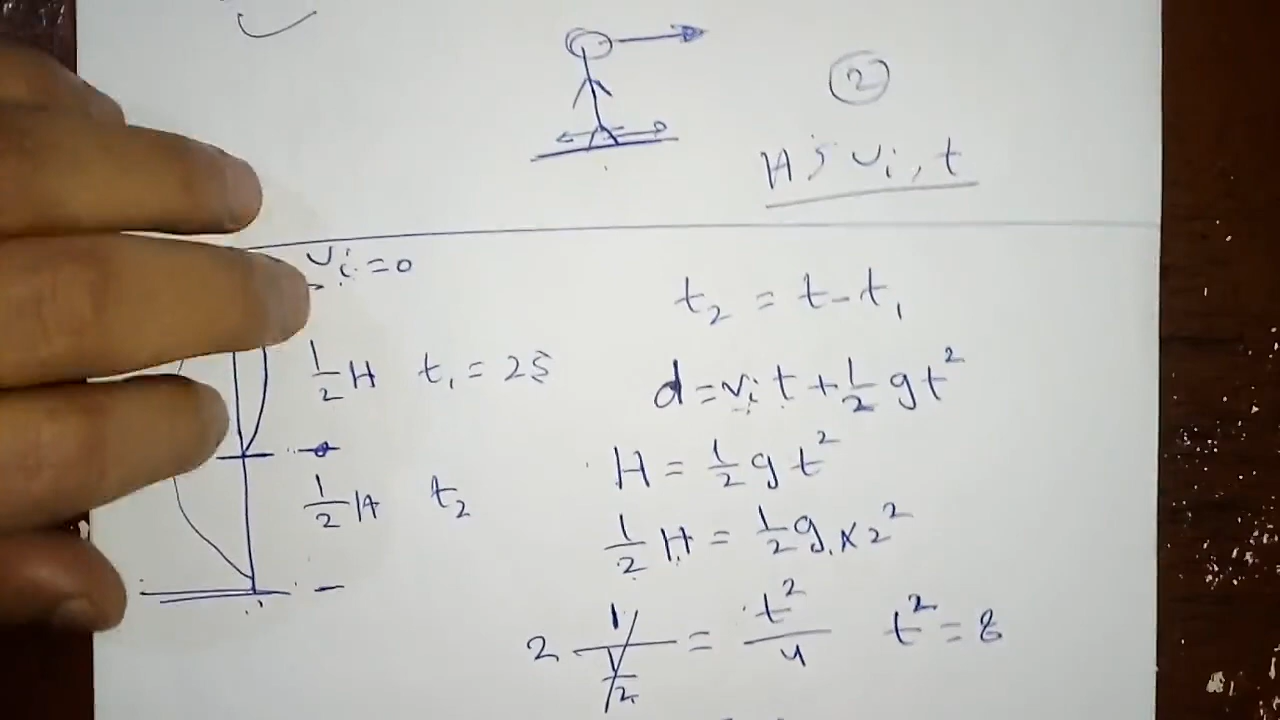 2
H, vi, t
vi = 0
t2 = t - t1
1/2 H t1 = 2s
d = vi t + 1/2 g t²
H = 1/2 g t²
1/2 H t2
1/2 H = 1/2 g × 2²
2 1/(1/2) = t²/4 t² = 8